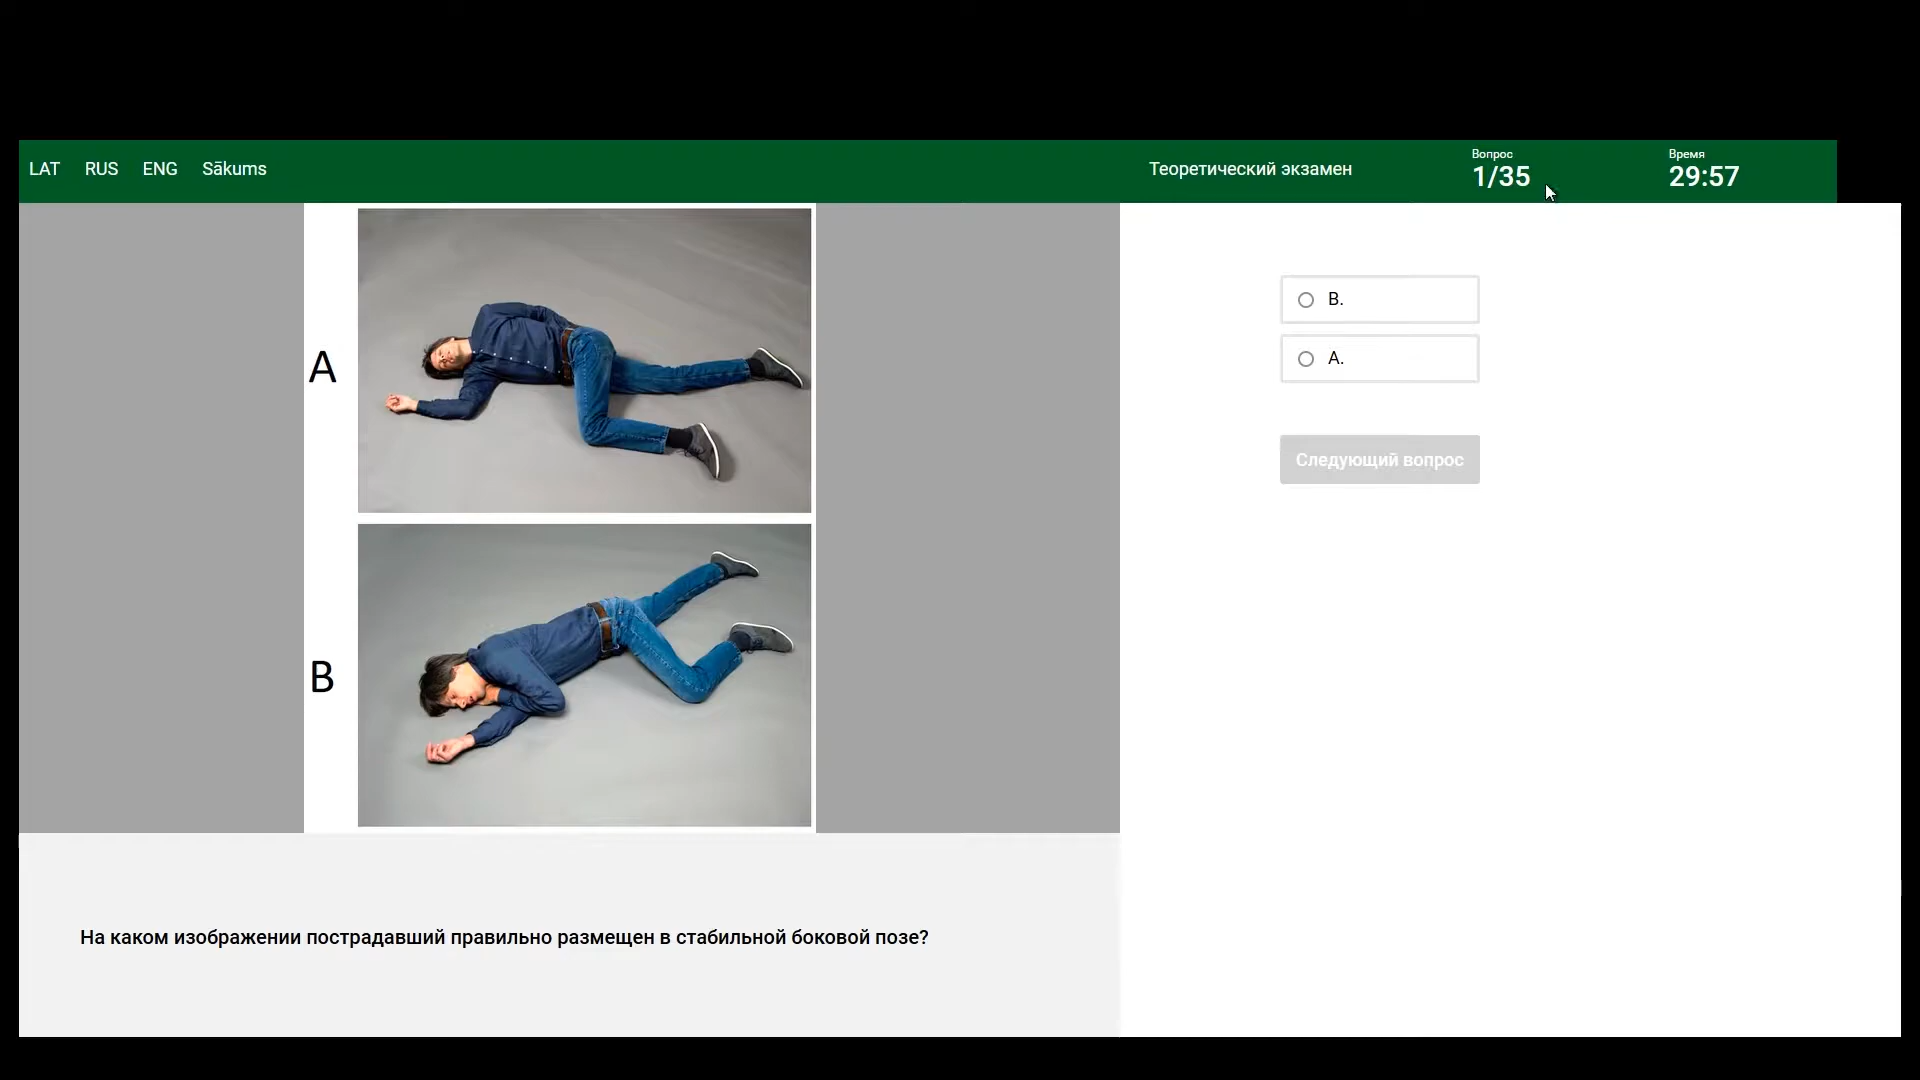 LAT RUS ENG Sākums
Теоретический экзамен
Вопрос
1/35
Время
29:57
A
B
B.
A.
Следующий вопрос
На каком изображении пострадавший правильно размещен в стабильной боковой позе?